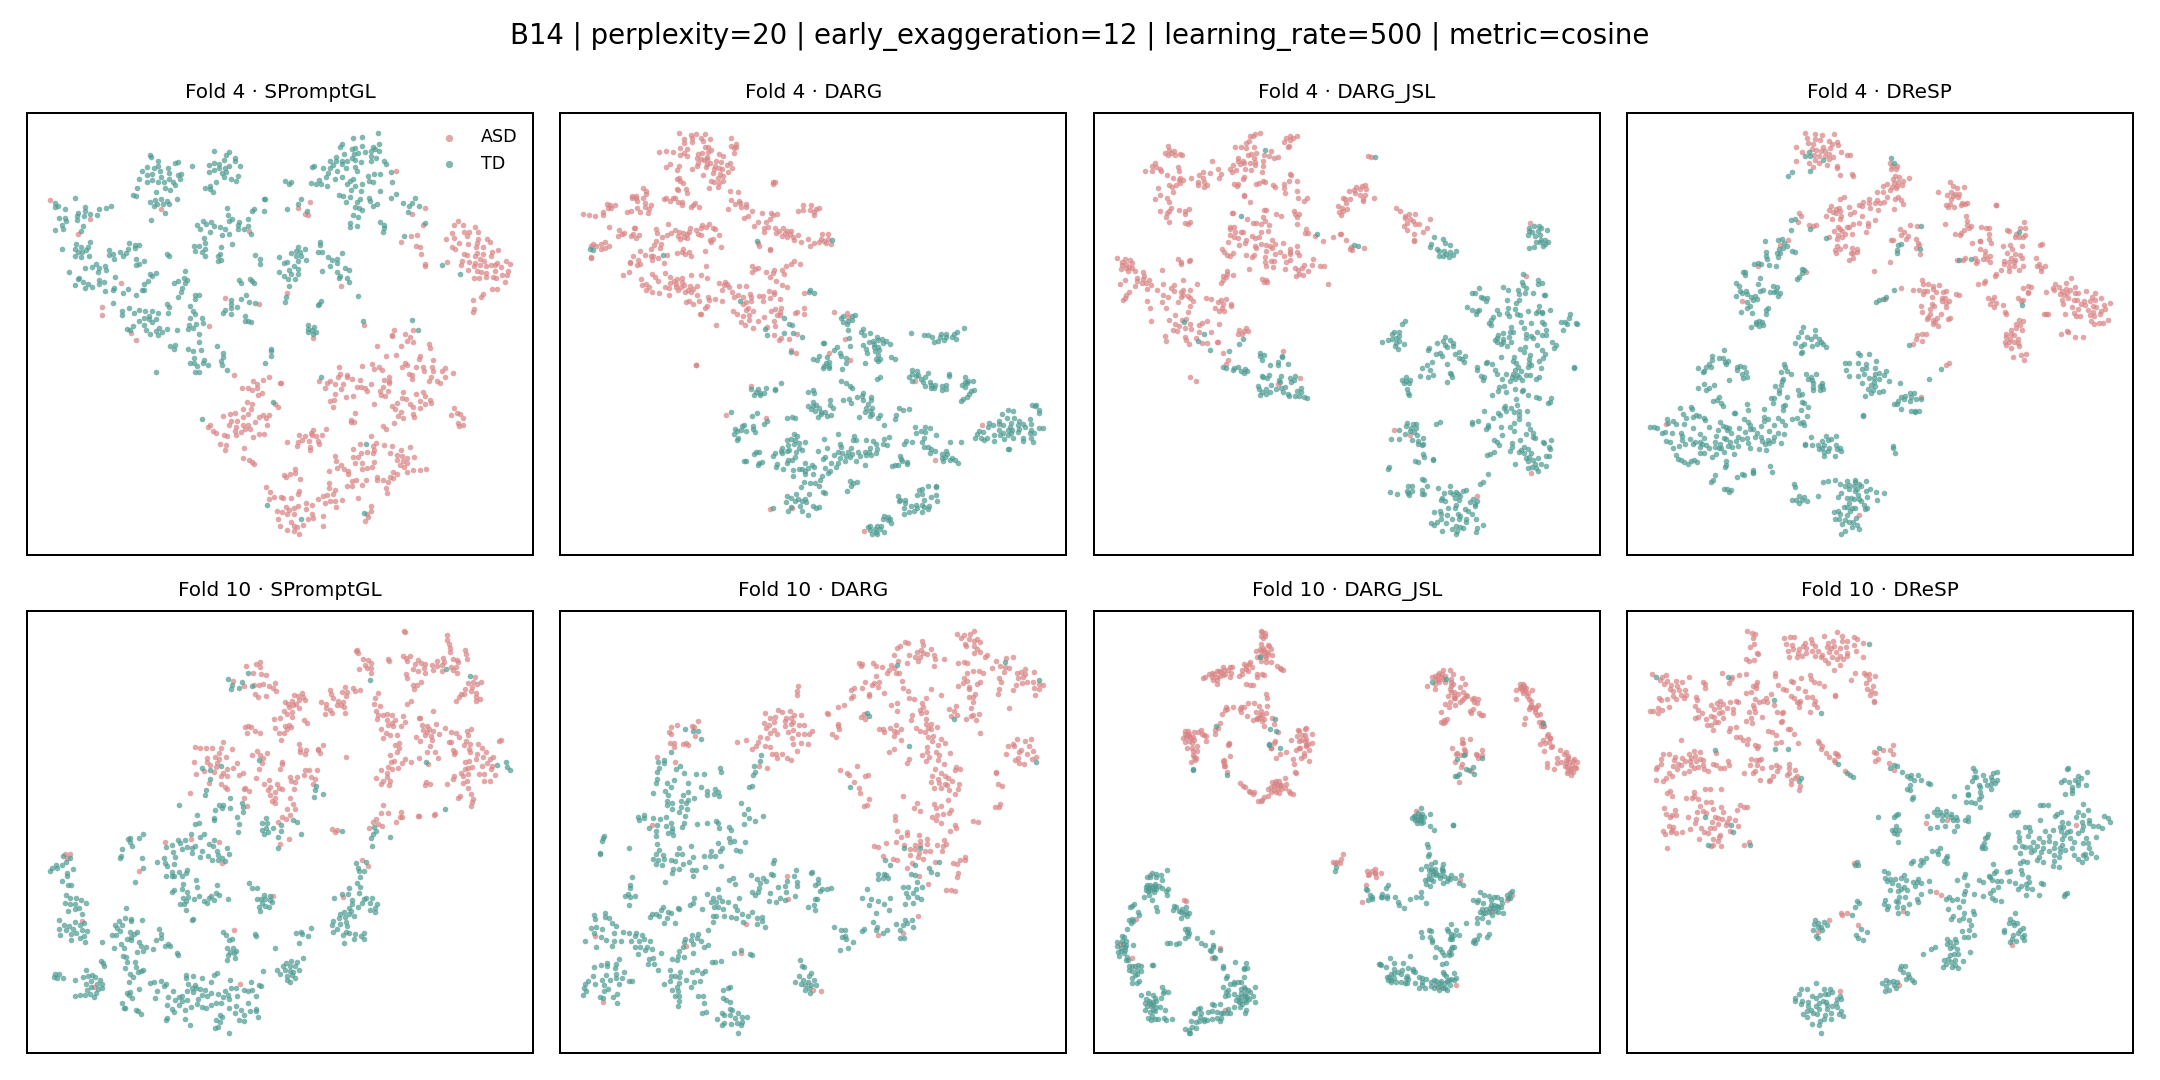 B14 | perplexity=20 | early_exaggeration=12 | learning_rate=500 | metric=cosine
Fold 4 · SPromptGL
Fold 4 · DARG
Fold 4 · DARG_JSL
Fold 4 · DReSP
ASD
TD
Fold 10 · SPromptGL
Fold 10 · DARG
Fold 10 · DARG_JSL
Fold 10 · DReSP